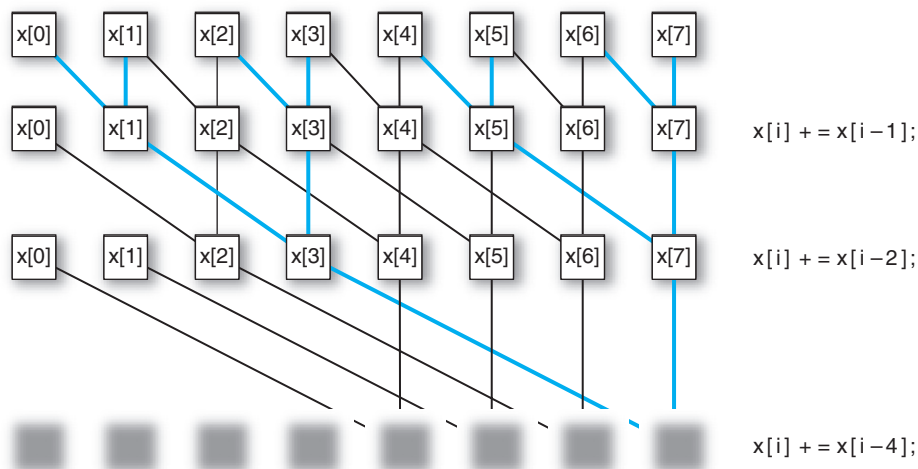 x[0] x[1] x[2] x[3] x[4] x[5] x[6] x[7]
x[0] x[1] x[2] x[3] x[4] x[5] x[6] x[7] x[i] += x[i-1];
x[0] x[1] x[2] x[3] x[4] x[5] x[6] x[7] x[i] += x[i-2];
x[i] += x[i-4];